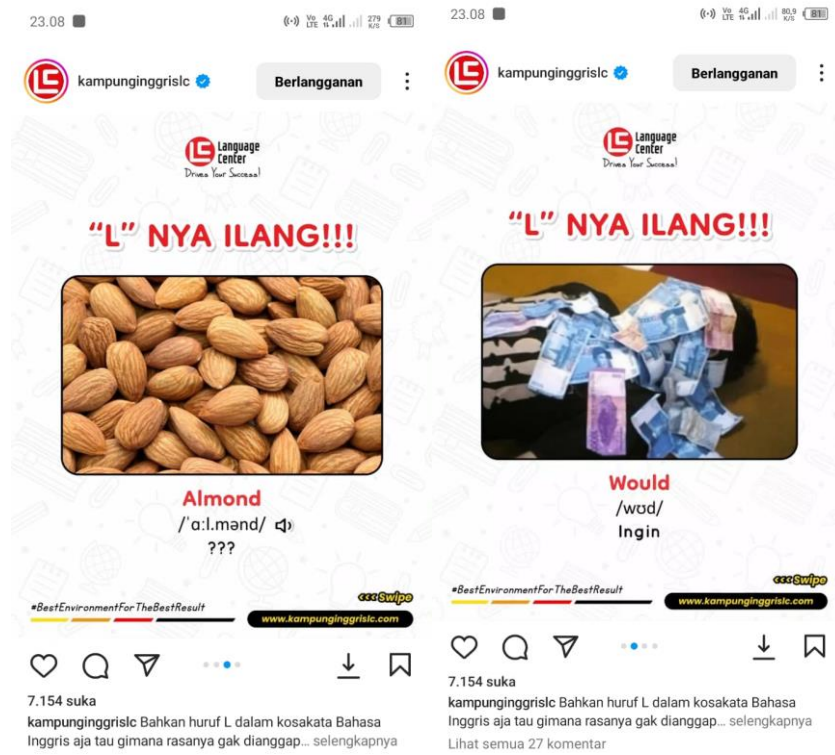 23.08
Vo LTE 4G 279 K/S 81
kampunginggrislc
Berlangganan
LC Language Center
Drives Your Success!
“L” NYA ILANG!!!
Almond
/ˈɑːl.mənd/
???
<<< Swipe
#BestEnvironmentForTheBestResult
www.kampunginggrislc.com
7.154 suka
kampunginggrislc Bahkan huruf L dalam kosakata Bahasa
Inggris aja tau gimana rasanya gak dianggap... selengkapnya
23.08
Vo LTE 4G 80,9 K/S 81
kampunginggrislc
Berlangganan
LC Language Center
Drives Your Success!
“L” NYA ILANG!!!
Would
/wʊd/
Ingin
<<< Swipe
#BestEnvironmentForTheBestResult
www.kampunginggrislc.com
7.154 suka
kampunginggrislc Bahkan huruf L dalam kosakata Bahasa
Inggris aja tau gimana rasanya gak dianggap... selengkapnya
Lihat semua 27 komentar